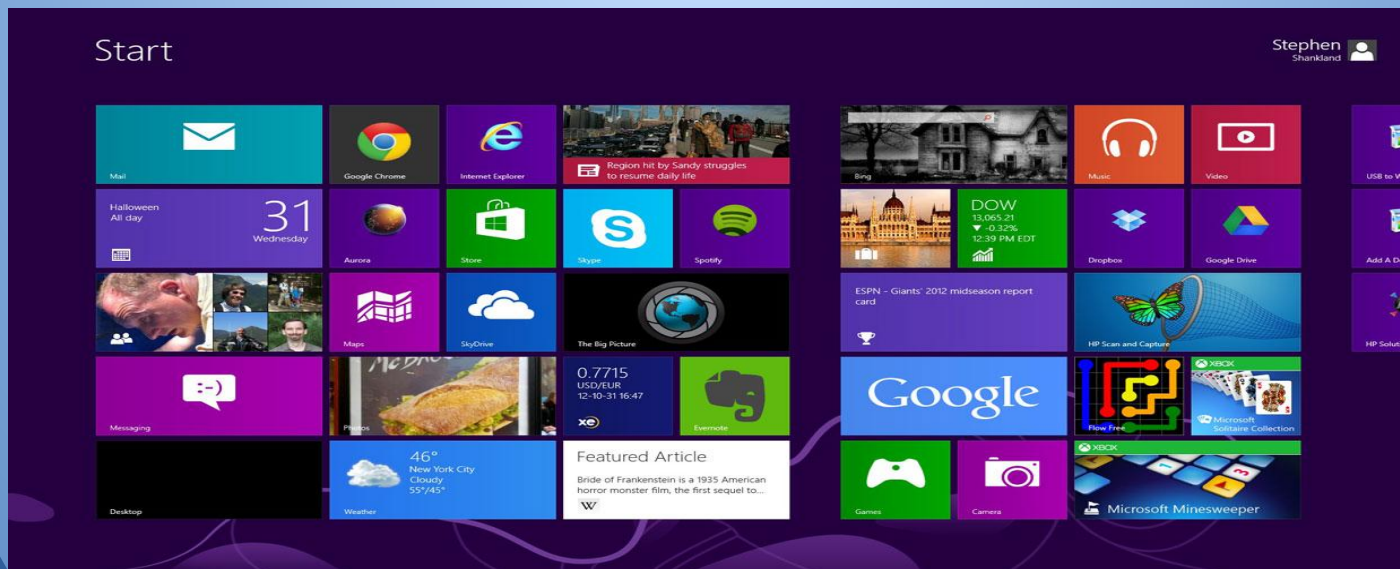 Start
Stephen
Shankland
Mail
Google Chrome
Internet Explorer
Region hit by Sandy struggles
to resume daily life
Halloween
All day
31
Wednesday
Aurora
Store
Skype
Spotify
Maps
SkyDrive
The Big Picture
Messaging
Photos
0.7715
USD/EUR
12-10-31 16:47
xe
Evernote
Desktop
46°
New York City
Cloudy
55°/45°
Weather
Featured Article
Bride of Frankenstein is a 1935 American
horror monster film, the first sequel to...
W
Bing
Music
Video
DOW
13,065.21
▼ -0.32%
12:39 PM EDT
Dropbox
Google Drive
ESPN - Giants' 2012 midseason report
card
HP Scan and Capture
Google
Flow Free
XBOX
Microsoft
Solitaire Collection
Games
Camera
XBOX
Microsoft Minesweeper
USB to W
Add A D
HP Soluti